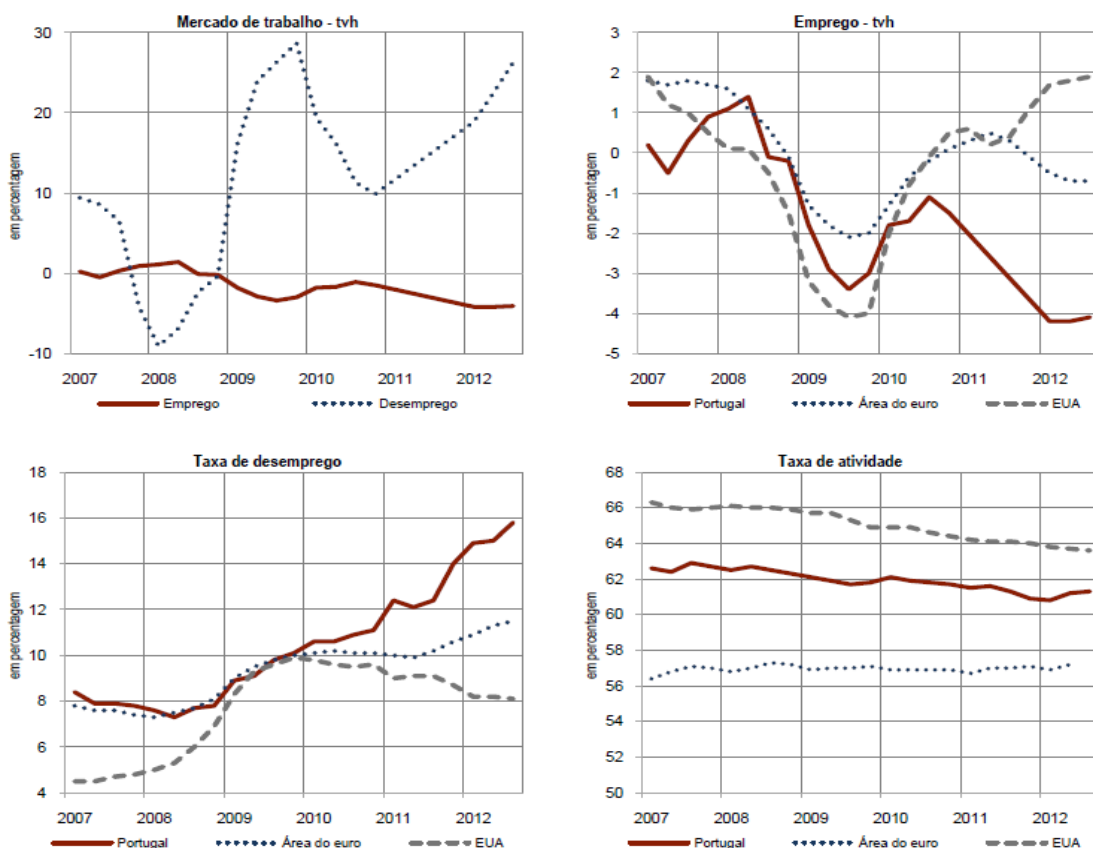 Mercado de trabalho - tvh
em percentagem
30
20
10
0
-10
2007 2008 2009 2010 2011 2012
Emprego Desemprego
Emprego - tvh
em percentagem
3
2
1
0
-1
-2
-3
-4
-5
2007 2008 2009 2010 2011 2012
Portugal Área do euro EUA
Taxa de desemprego
em percentagem
18
16
14
12
10
8
6
4
2007 2008 2009 2010 2011 2012
Portugal Área do euro EUA
Taxa de atividade
em percentagem
68
66
64
62
60
58
56
54
52
50
2007 2008 2009 2010 2011 2012
Portugal Área do euro EUA